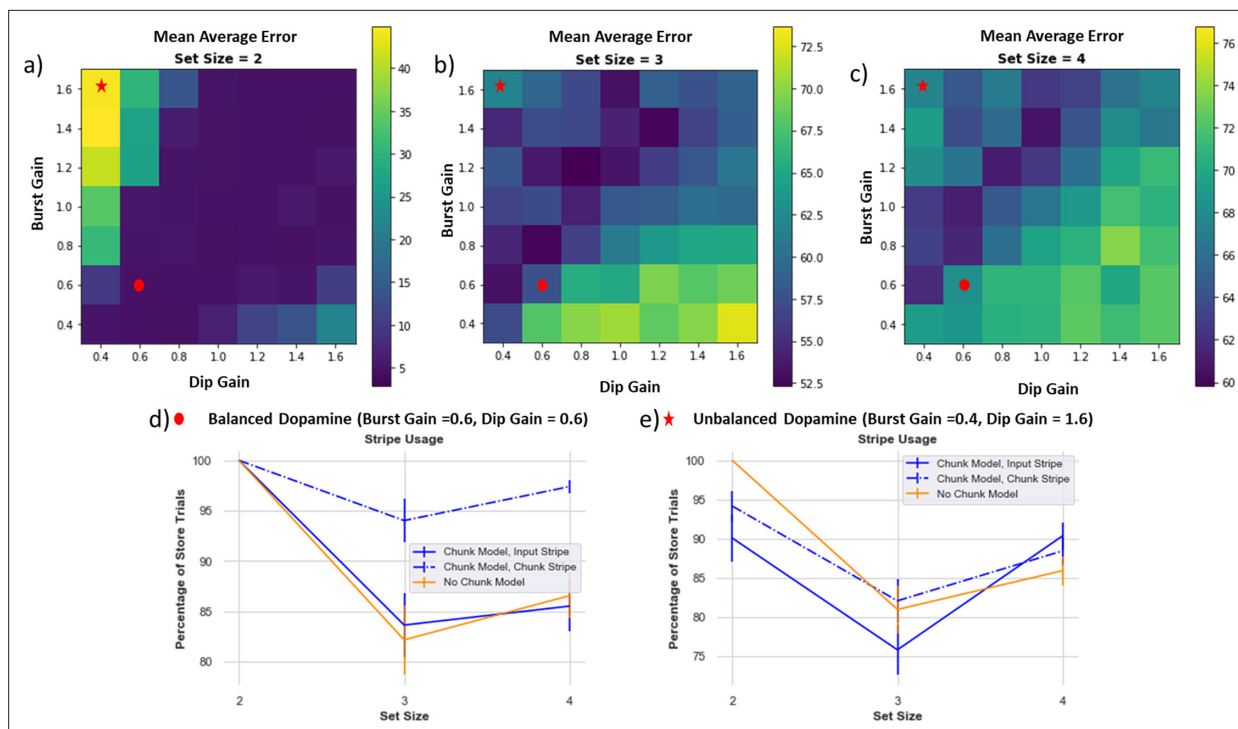 Mean Average Error
Set Size = 2
a)
1.6
1.4
1.2
1.0
0.8
0.6
0.4
Burst Gain
0.4 0.6 0.8 1.0 1.2 1.4 1.6
Dip Gain
40
35
30
25
20
15
10
5
Mean Average Error
Set Size = 3
b)
1.6
1.4
1.2
1.0
0.8
0.6
0.4
Burst Gain
0.4 0.6 0.8 1.0 1.2 1.4 1.6
Dip Gain
72.5
70.0
67.5
65.0
62.5
60.0
57.5
55.0
52.5
Mean Average Error
Set Size = 4
c)
1.6
1.4
1.2
1.0
0.8
0.6
0.4
Burst Gain
0.4 0.6 0.8 1.0 1.2 1.4 1.6
Dip Gain
76
74
72
70
68
66
64
62
60
d) Balanced Dopamine (Burst Gain =0.6, Dip Gain = 0.6)
Stripe Usage
100
95
90
85
80
Percentage of Store Trials
Chunk Model, Input Stripe
Chunk Model, Chunk Stripe
No Chunk Model
2 3 4
Set Size
e) Unbalanced Dopamine (Burst Gain =0.4, Dip Gain = 1.6)
Stripe Usage
100
95
90
85
80
75
Percentage of Store Trials
Chunk Model, Input Stripe
Chunk Model, Chunk Stripe
No Chunk Model
2 3 4
Set Size